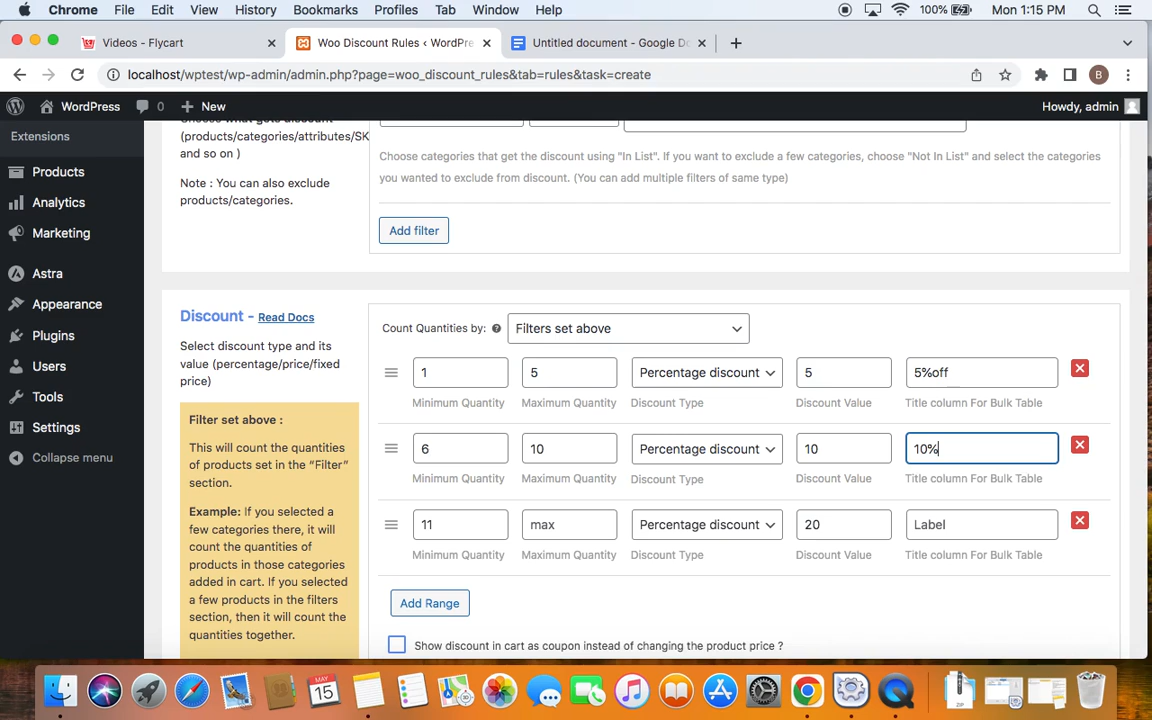 Chrome File Edit View History Bookmarks Profiles Tab Window Help 100% Mon 1:15 PM
Videos - Flycart
Woo Discount Rules ‹ WordPre
Untitled document - Google Do
localhost/wptest/wp-admin/admin.php?page=woo_discount_rules&tab=rules&task=create
B
WordPress 0 New Howdy, admin
Extensions
Products
Analytics
Marketing
Astra
Appearance
Plugins
Users
Tools
Settings
Collapse menu
Choose what gets discount
(products/categories/attributes/SK
and so on )
Note : You can also exclude
products/categories.
Choose categories that get the discount using "In List". If you want to exclude a few categories, choose "Not In List" and select the categories
you wanted to exclude from discount. (You can add multiple filters of same type)
Add filter
Discount - Read Docs
Select discount type and its
value (percentage/price/fixed
price)
Filter set above :
This will count the quantities
of products set in the “Filter”
section.
Example: If you selected a
few categories there, it will
count the quantities of
products in those categories
added in cart. If you selected
a few products in the filters
section, then it will count the
quantities together.
Count Quantities by: Filters set above
1 5 Percentage discount 5 5%off
Minimum Quantity Maximum Quantity Discount Type Discount Value Title column For Bulk Table
6 10 Percentage discount 10 10%
Minimum Quantity Maximum Quantity Discount Type Discount Value Title column For Bulk Table
11 max Percentage discount 20 Label
Minimum Quantity Maximum Quantity Discount Type Discount Value Title column For Bulk Table
Add Range
Show discount in cart as coupon instead of changing the product price ?
MAY
15
ZIP